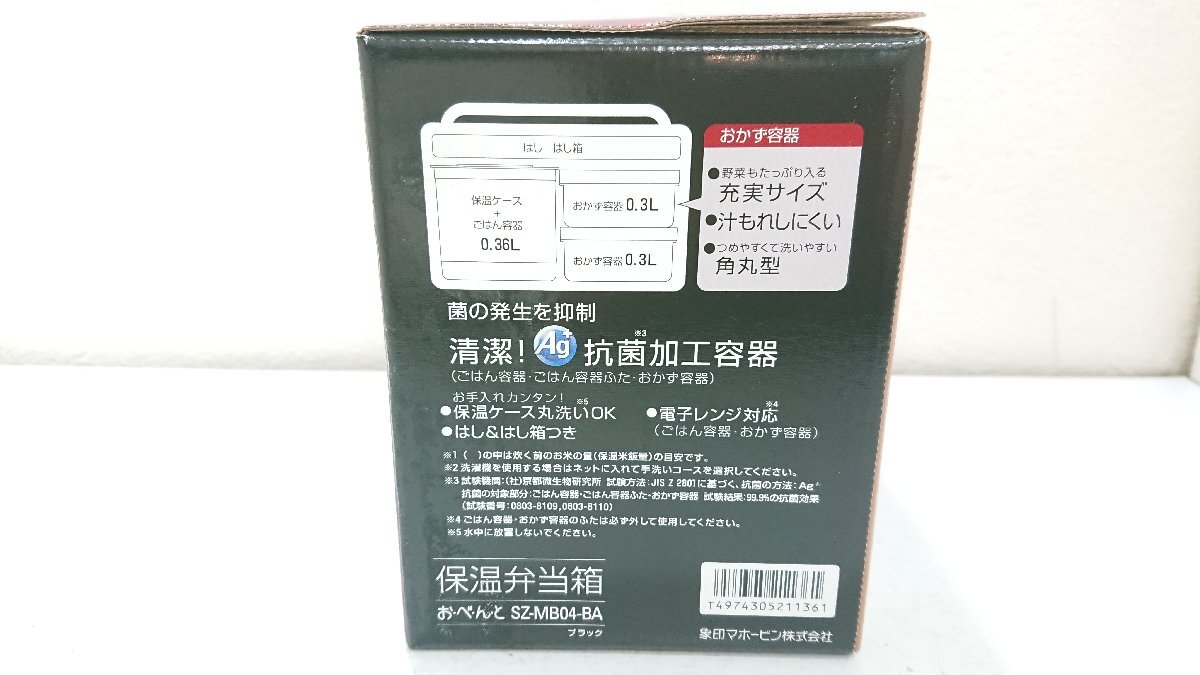 はし はし箱
保温ケース
+
ごはん容器
0.36L
おかず容器 0.3L
おかず容器 0.3L
おかず容器
●野菜もたっぷり入る
充実サイズ
●汁もれしにくい
●つめやすくて洗いやすい
角丸型
菌の発生を抑制
清潔! Ag+ 抗菌加工容器※3
(ごはん容器・ごはん容器ふた・おかず容器)
お手入れカンタン!
●保温ケース丸洗いOK※5
●はし&はし箱つき
●電子レンジ対応※4
(ごはん容器・おかず容器)
※1 ( )の中は炊く前のお米の量(保温米飯量)の目安です。
※2 洗濯機を使用する場合はネットに入れて手洗いコースを選択してください。
※3 試験機関:(社)京都微生物研究所 試験方法:JIS Z 2801に基づく、抗菌の方法:Ag+
抗菌の対象部分:ごはん容器・ごはん容器ふた・おかず容器 試験結果:99.9%の抗菌効果
(試験番号:0803-8109,0803-8110)
※4 ごはん容器・おかず容器のふたは必ず外して使用してください。
※5 水中に放置しないでください。
保温弁当箱
お・べ・ん・と SZ-MB04-BA
ブラック
T4974305211361
象印マホービン株式会社